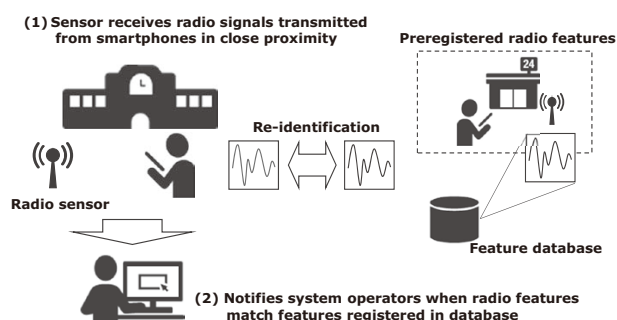 (1) Sensor receives radio signals transmitted
from smartphones in close proximity
Preregistered radio features
24
Re-identification
Radio sensor
Feature database
(2) Notifies system operators when radio features
match features registered in database